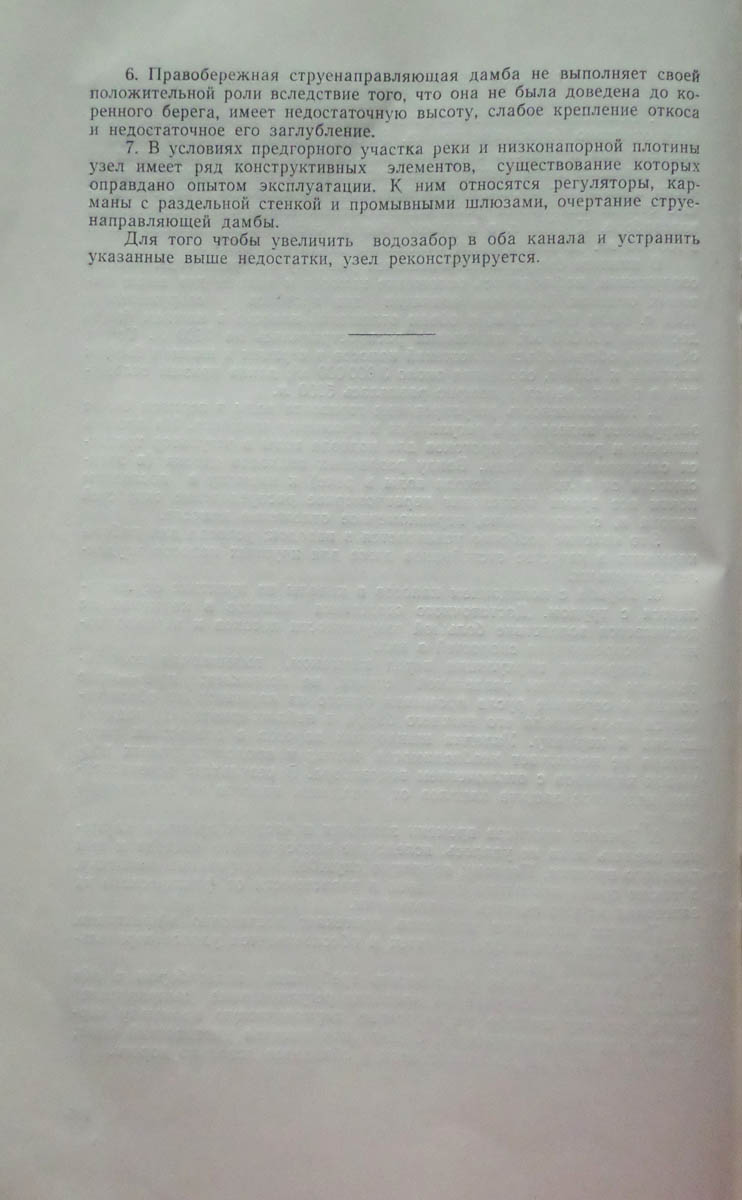 6. Правобережная струенаправляющая дамба не выполняет своей
положительной роли вследствие того, что она не была доведена до ко-
ренного берега, имеет недостаточную высоту, слабое крепление откоса
и недостаточное его заглубление.
7. В условиях предгорного участка реки и низконапорной плотины
узел имеет ряд конструктивных элементов, существование которых
оправдано опытом эксплуатации. К ним относятся регуляторы, кар-
маны с раздельной стенкой и промывными шлюзами, очертание струе-
направляющей дамбы.
Для того чтобы увеличить водозабор в оба канала и устранить
указанные выше недостатки, узел реконструируется.